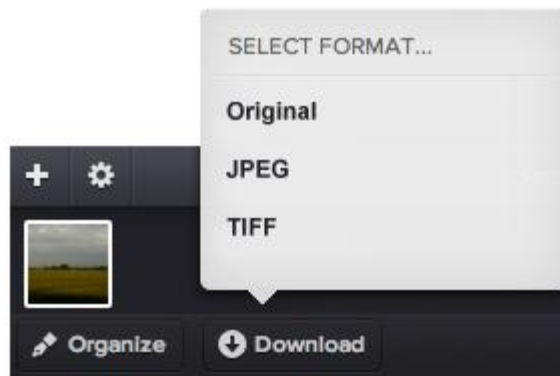 SELECT FORMAT...
Original
JPEG
TIFF
Organize
Download